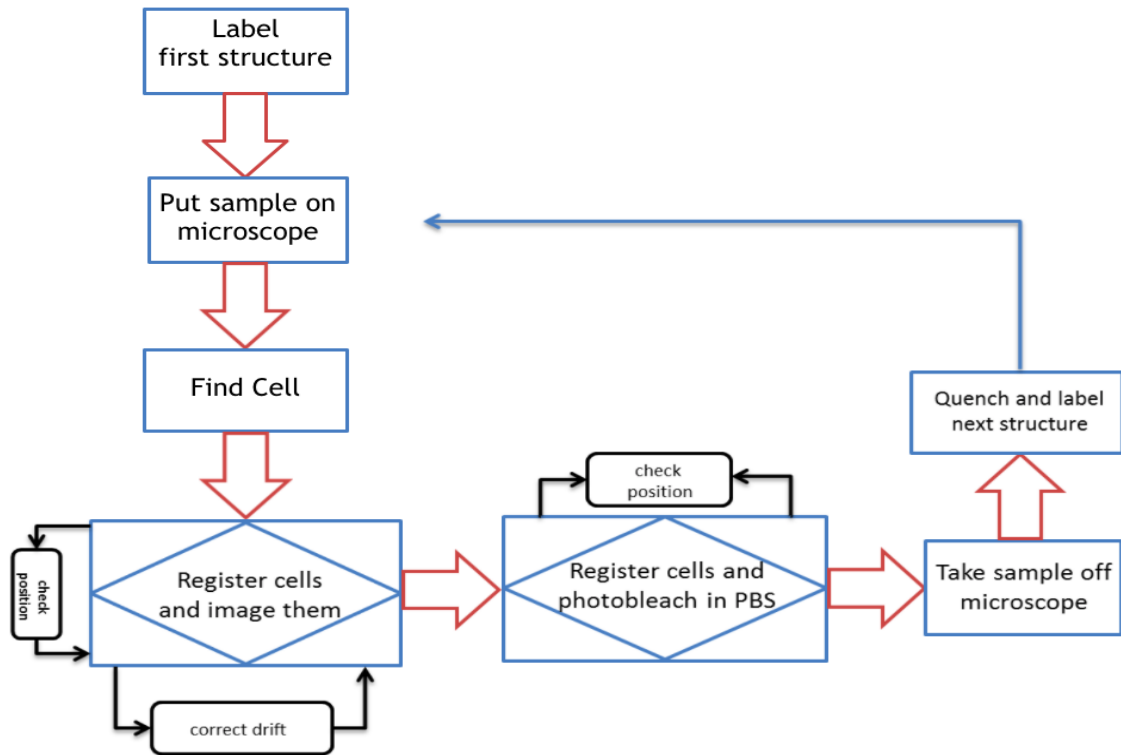 Label
first structure
Put sample on
microscope
Find Cell
Register cells
and image them
check
position
correct drift
check
position
Register cells and
photobleach in PBS
Take sample off
microscope
Quench and label
next structure